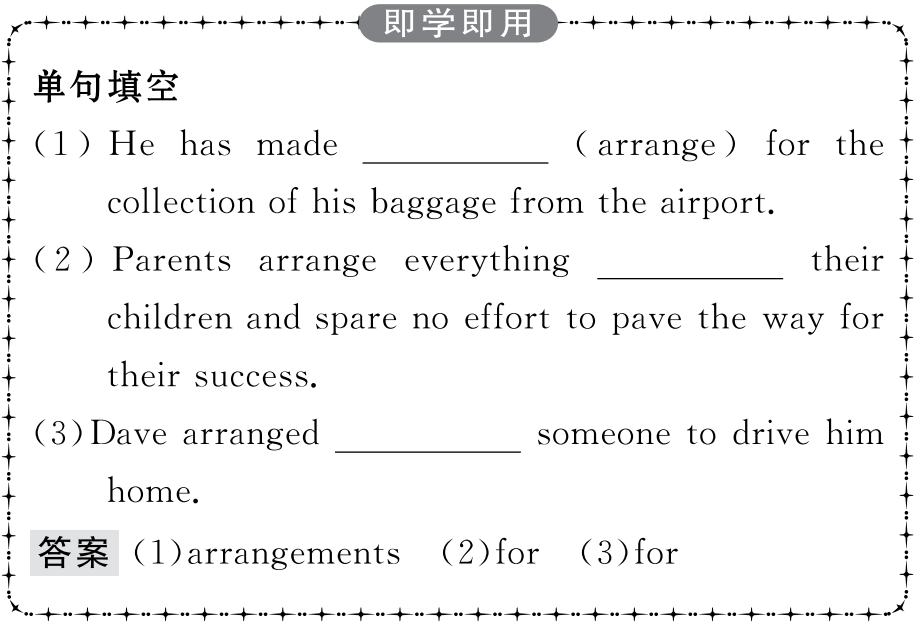 即学即用
单句填空
(1) He has made ________ (arrange) for the
collection of his baggage from the airport.
(2) Parents arrange everything ________ their
children and spare no effort to pave the way for
their success.
(3) Dave arranged ________ someone to drive him
home.
答案 (1)arrangements (2)for (3)for